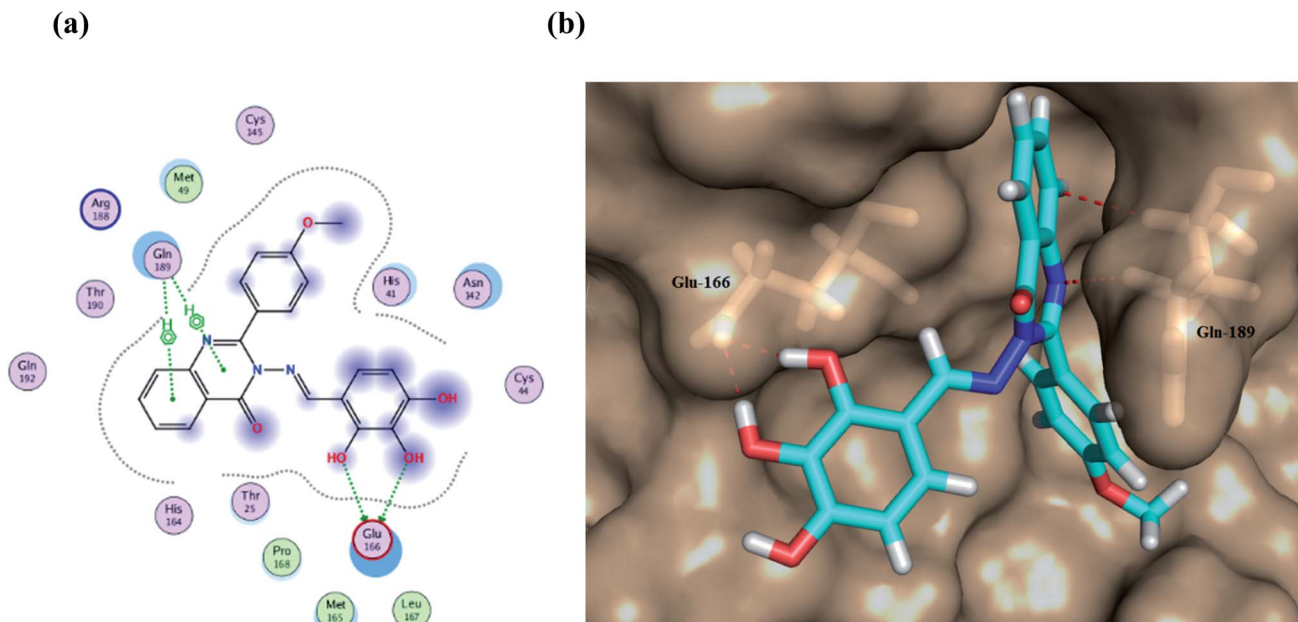 (a)
(b)
Cys
145
Met
49
Arg
188
Gln
189
Thr
190
Gln
192
His
41
Asn
142
Cys
44
O
H
H
N
N
N
O
OH
HO
OH
His
164
Thr
25
Glu
166
Pro
168
Met
165
Leu
167
Glu-166
Gln-189